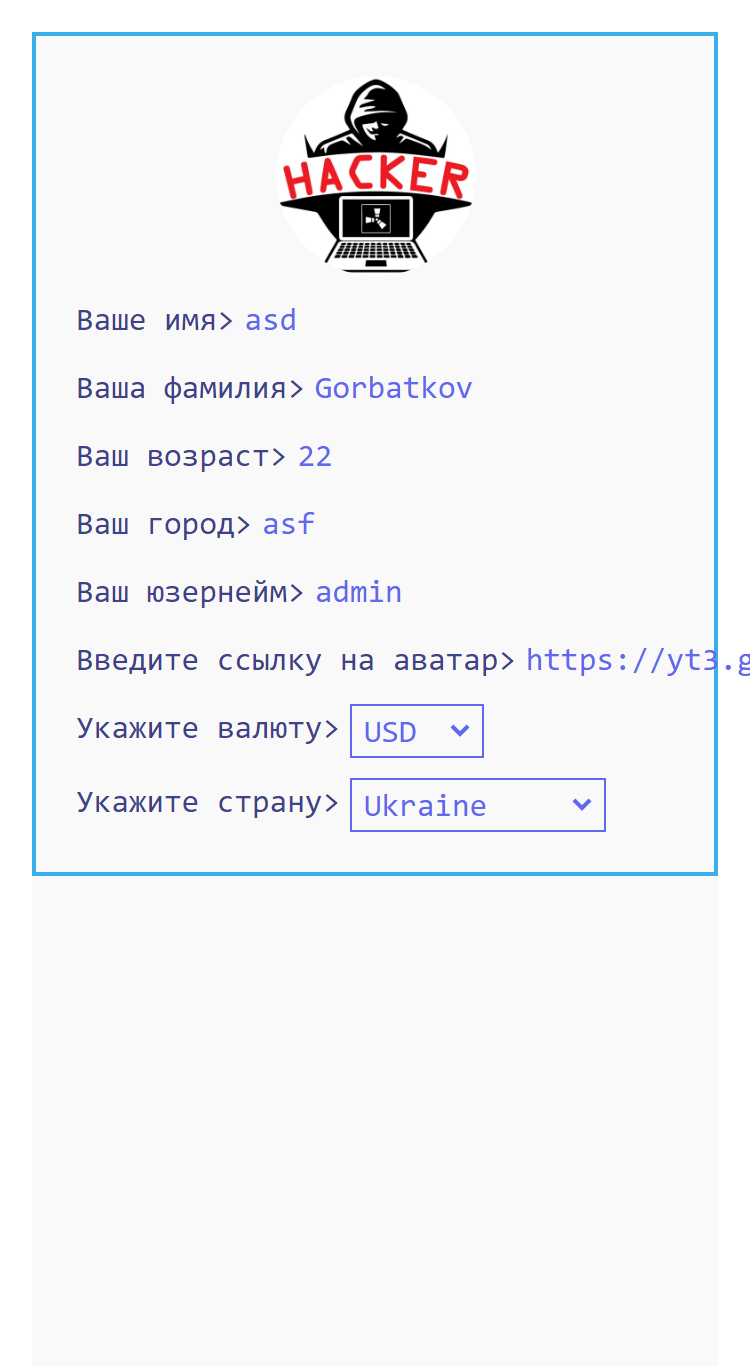 HACKER
Ваше имя> asd
Ваша фамилия> Gorbatkov
Ваш возраст> 22
Ваш город> asf
Ваш юзернейм> admin
Введите ссылку на аватар> https://yt3.g
Укажите валюту> USD
Укажите страну> Ukraine